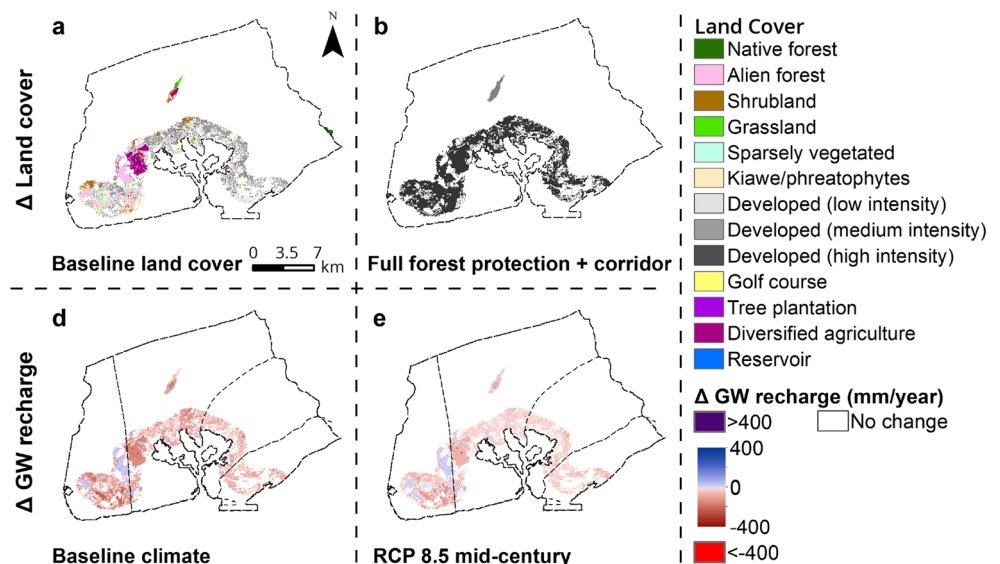 a
N
b
Δ Land cover
0 3.5 7
km
Baseline land cover
Full forest protection + corridor
d
e
Δ GW recharge
Baseline climate
RCP 8.5 mid-century
Land Cover
Native forest
Alien forest
Shrubland
Grassland
Sparsely vegetated
Kiawe/phreatophytes
Developed (low intensity)
Developed (medium intensity)
Developed (high intensity)
Golf course
Tree plantation
Diversified agriculture
Reservoir
Δ GW recharge (mm/year)
>400
No change
400
0
-400
<-400